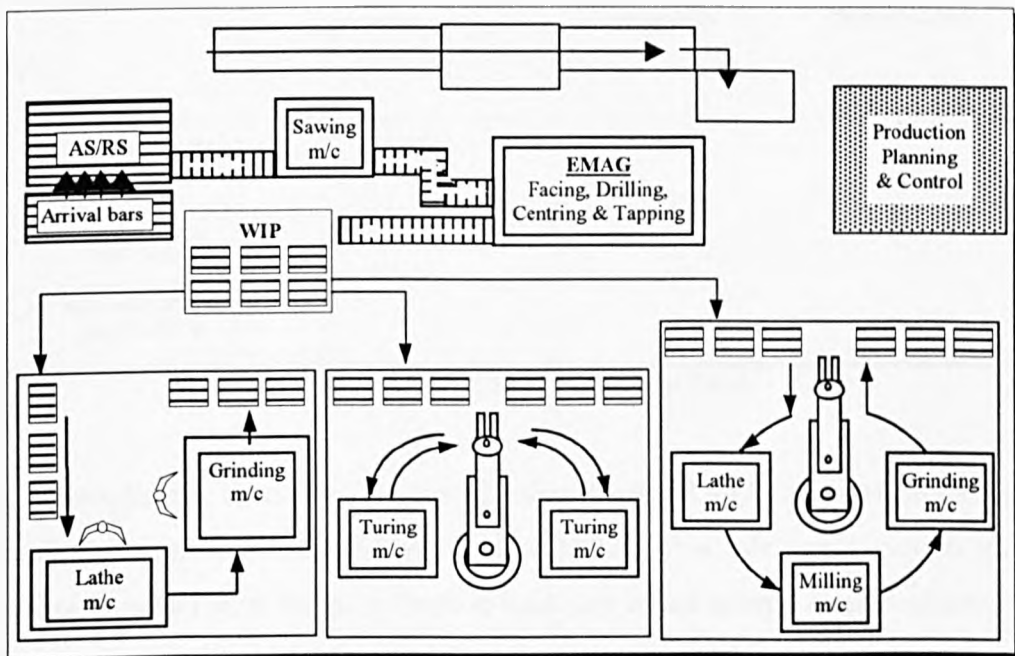 AS/RS
Arrival bars
Sawing
m/c
EMAG
Facing, Drilling,
Centring & Tapping
Production
Planning
& Control
WIP
Grinding
m/c
Lathe
m/c
Turing
m/c
Turing
m/c
Lathe
m/c
Grinding
m/c
Milling
m/c